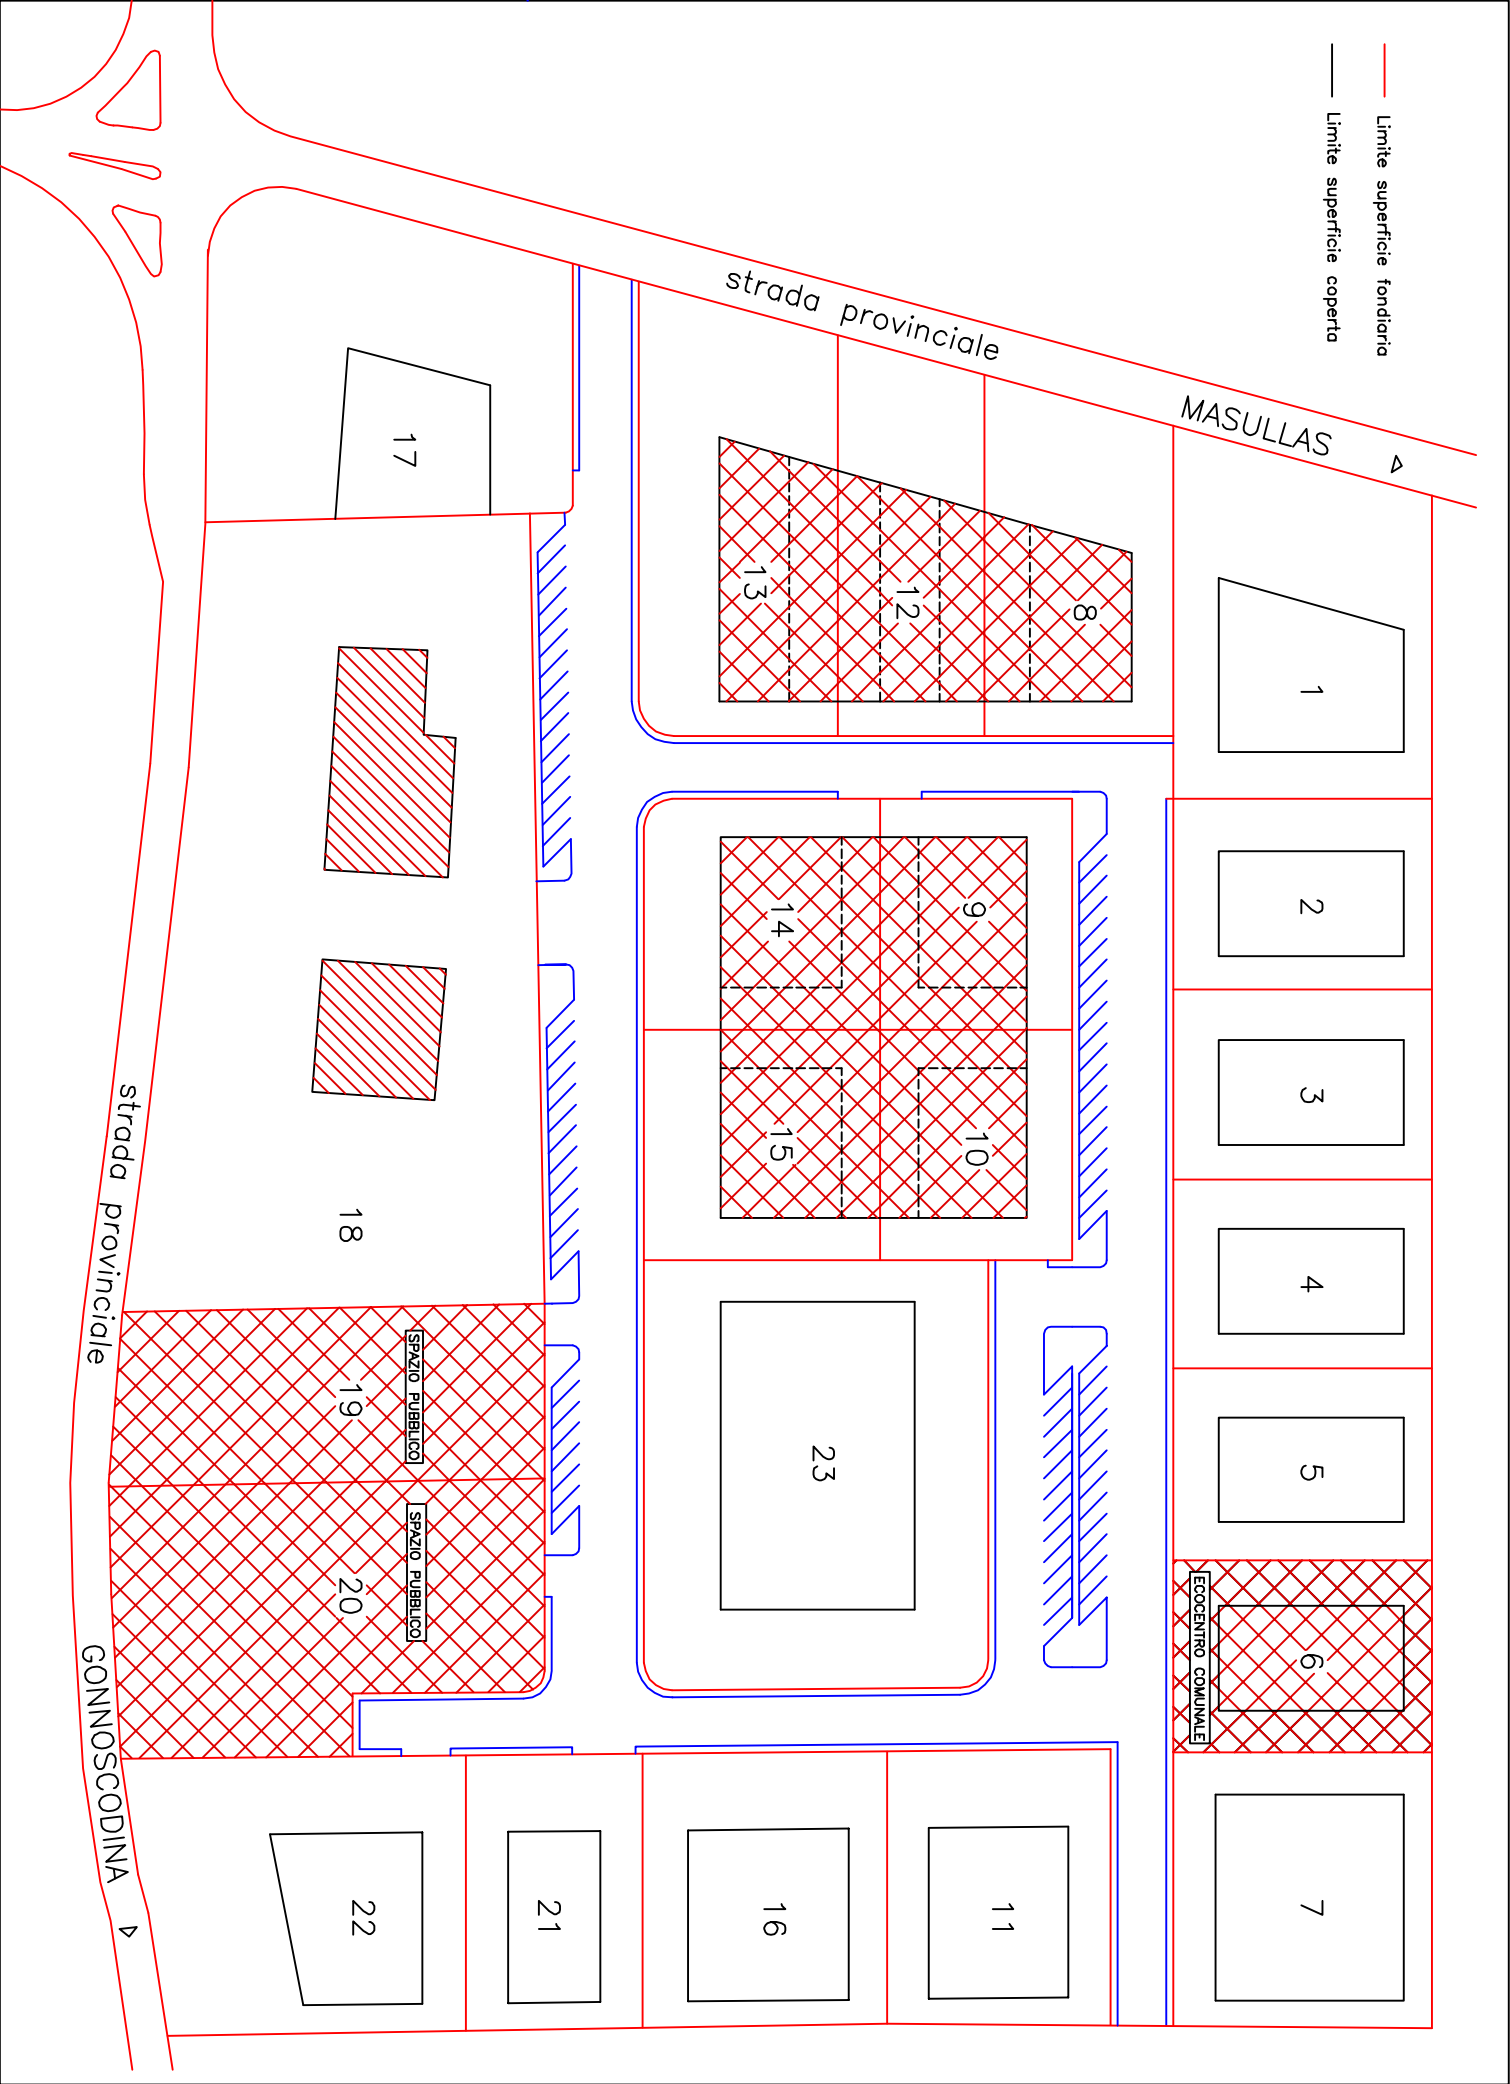 Limite superficie fondiaria
Limite superficie coperta
strada provinciale
MASULLAS
1
2
3
4
5
6
ECOCENTRO COMUNALE
7
8
12
13
9
10
14
15
23
11
16
21
22
17
18
19
SPAZIO PUBBLICO
20
SPAZIO PUBBLICO
strada provinciale
GONNOSCODINA